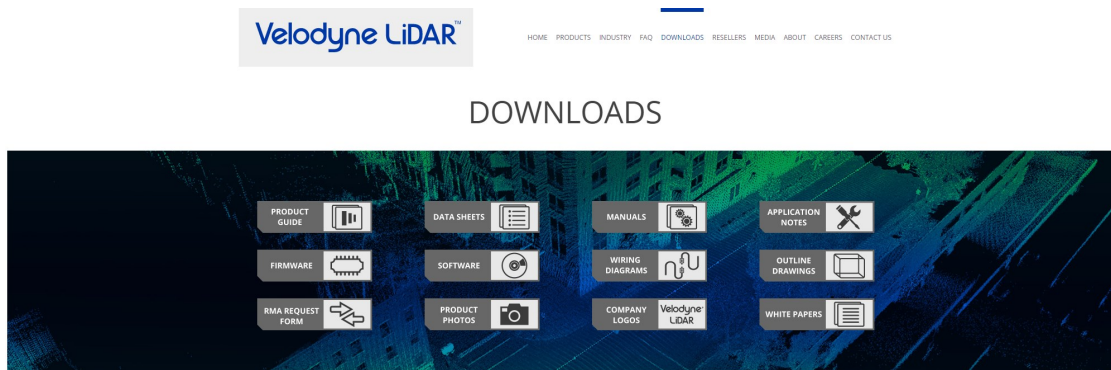 Velodyne LiDAR™
HOME PRODUCTS INDUSTRY FAQ DOWNLOADS RESELLERS MEDIA ABOUT CAREERS CONTACT US
DOWNLOADS
PRODUCT
GUIDE
DATA SHEETS
MANUALS
APPLICATION
NOTES
FIRMWARE
SOFTWARE
WIRING
DIAGRAMS
OUTLINE
DRAWINGS
RMA REQUEST
FORM
PRODUCT
PHOTOS
COMPANY
LOGOS
Velodyne
LiDAR
WHITE PAPERS